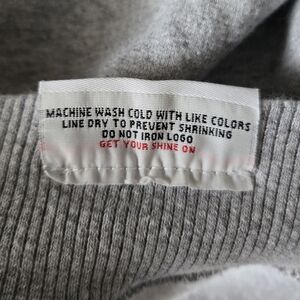 MACHINE WASH COLD WITH LIKE COLORS
LINE DRY TO PREVENT SHRINKING
DO NOT IRON LOGO
GET YOUR SHINE ON